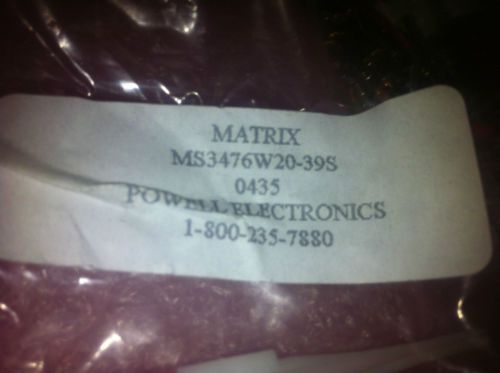 MATRIX
MS3476W20-39S
0435
POWELL ELECTRONICS
1-800-235-7880